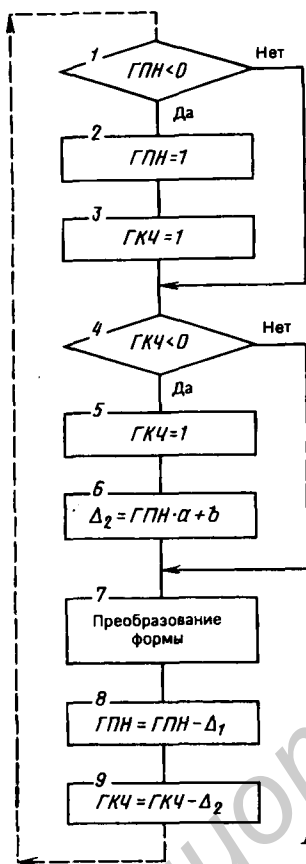 1
ГПН<0
Нет
Да
2
ГПН=1
3
ГКЧ=1
4
ГКЧ<0
Нет
Да
5
ГКЧ=1
6
Δ₂=ГПН·a+b
7
Преобразование
формы
8
ГПН=ГПН-Δ₁
9
ГКЧ=ГКЧ-Δ₂